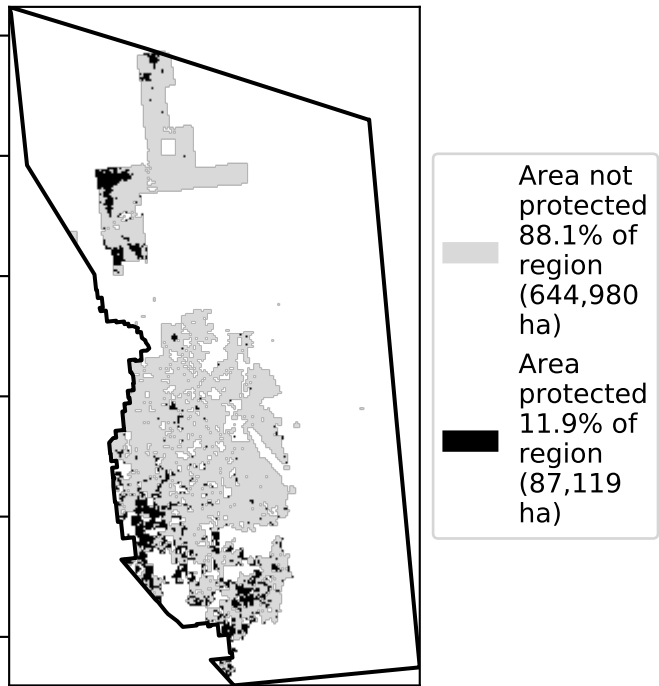 Area not
protected
88.1% of
region
(644,980
ha)
Area
protected
11.9% of
region
(87,119
ha)